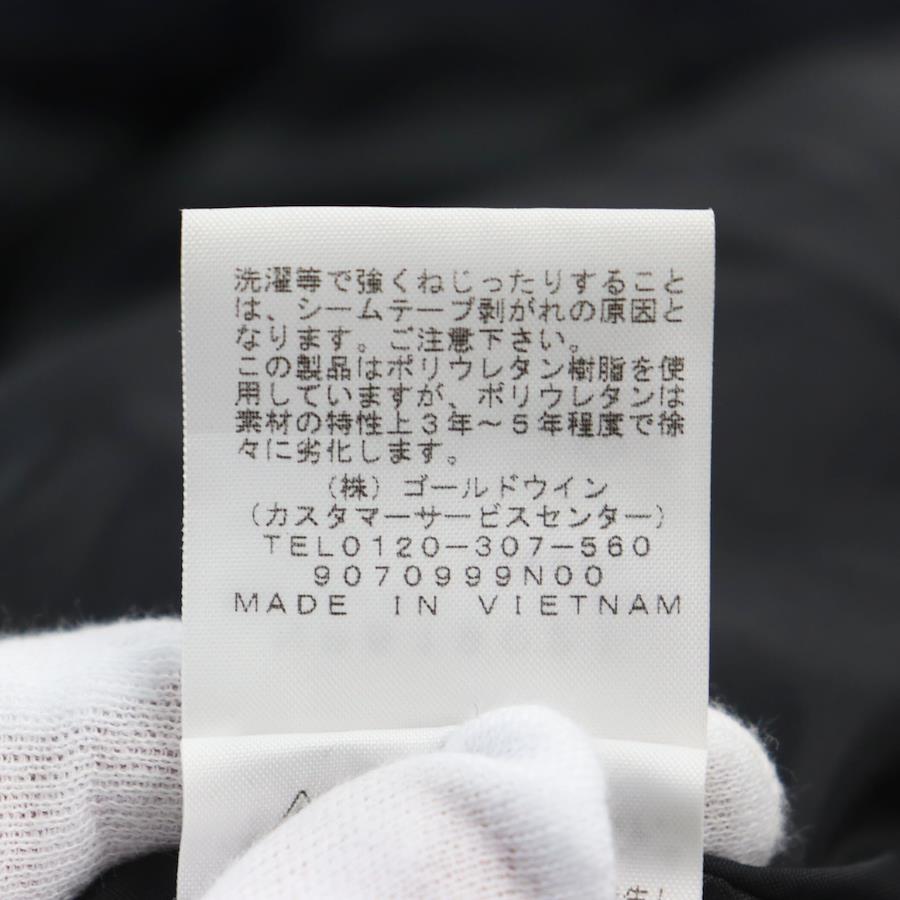 洗濯等で強くねじったりすること
は、シームテープ剥がれの原因と
なります。ご注意下さい。
この製品はポリウレタン樹脂を使
用していますが、ポリウレタンは
素材の特性上3年～5年程度で徐
々に劣化します。
(株)ゴールドウイン
(カスタマーサービスセンター)
TEL0120-307-560
9070999N00
MADE IN VIETNAM